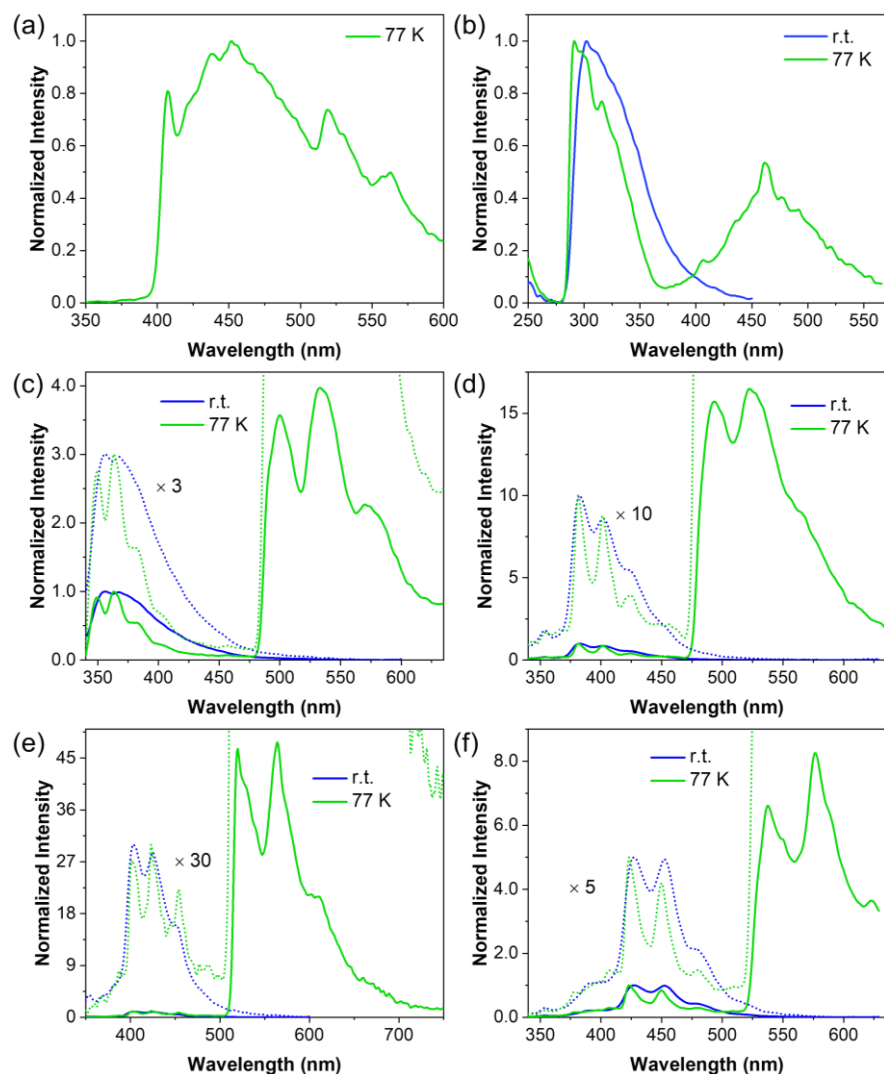 (a)
77 K
Normalized Intensity
1.0
0.8
0.6
0.4
0.2
0.0
350 400 450 500 550 600
Wavelength (nm)
(b)
r.t.
77 K
Normalized Intensity
1.0
0.8
0.6
0.4
0.2
0.0
250 300 350 400 450 500 550
Wavelength (nm)
(c)
r.t.
77 K
× 3
Normalized Intensity
4.0
3.0
2.0
1.0
0.0
350 400 450 500 550 600
Wavelength (nm)
(d)
r.t.
77 K
× 10
Normalized Intensity
15
10
5
0
350 400 450 500 550 600
Wavelength (nm)
(e)
r.t.
77 K
× 30
Normalized Intensity
45
36
27
18
9
0
400 500 600 700
Wavelength (nm)
(f)
r.t.
77 K
× 5
Normalized Intensity
8.0
6.0
4.0
2.0
0.0
350 400 450 500 550 600
Wavelength (nm)